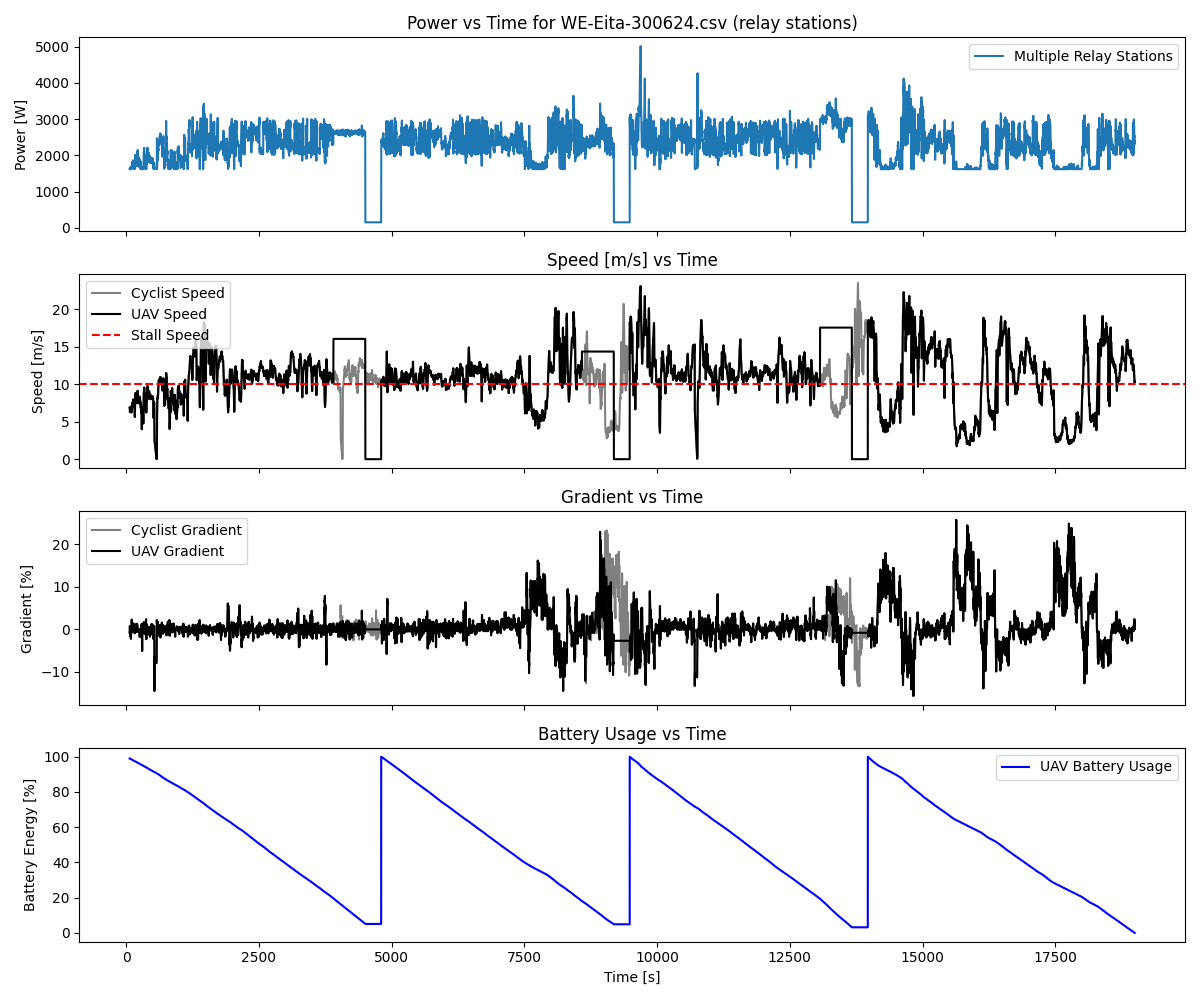 Power vs Time for WE-Eita-300624.csv (relay stations)
5000
4000
3000
2000
1000
0
Power [W]
Multiple Relay Stations
Speed [m/s] vs Time
20
15
10
5
0
Speed [m/s]
Cyclist Speed
UAV Speed
Stall Speed
Gradient vs Time
20
10
0
−10
Gradient [%]
Cyclist Gradient
UAV Gradient
Battery Usage vs Time
100
80
60
40
20
0
Battery Energy [%]
UAV Battery Usage
0 2500 5000 7500 10000 12500 15000 17500
Time [s]